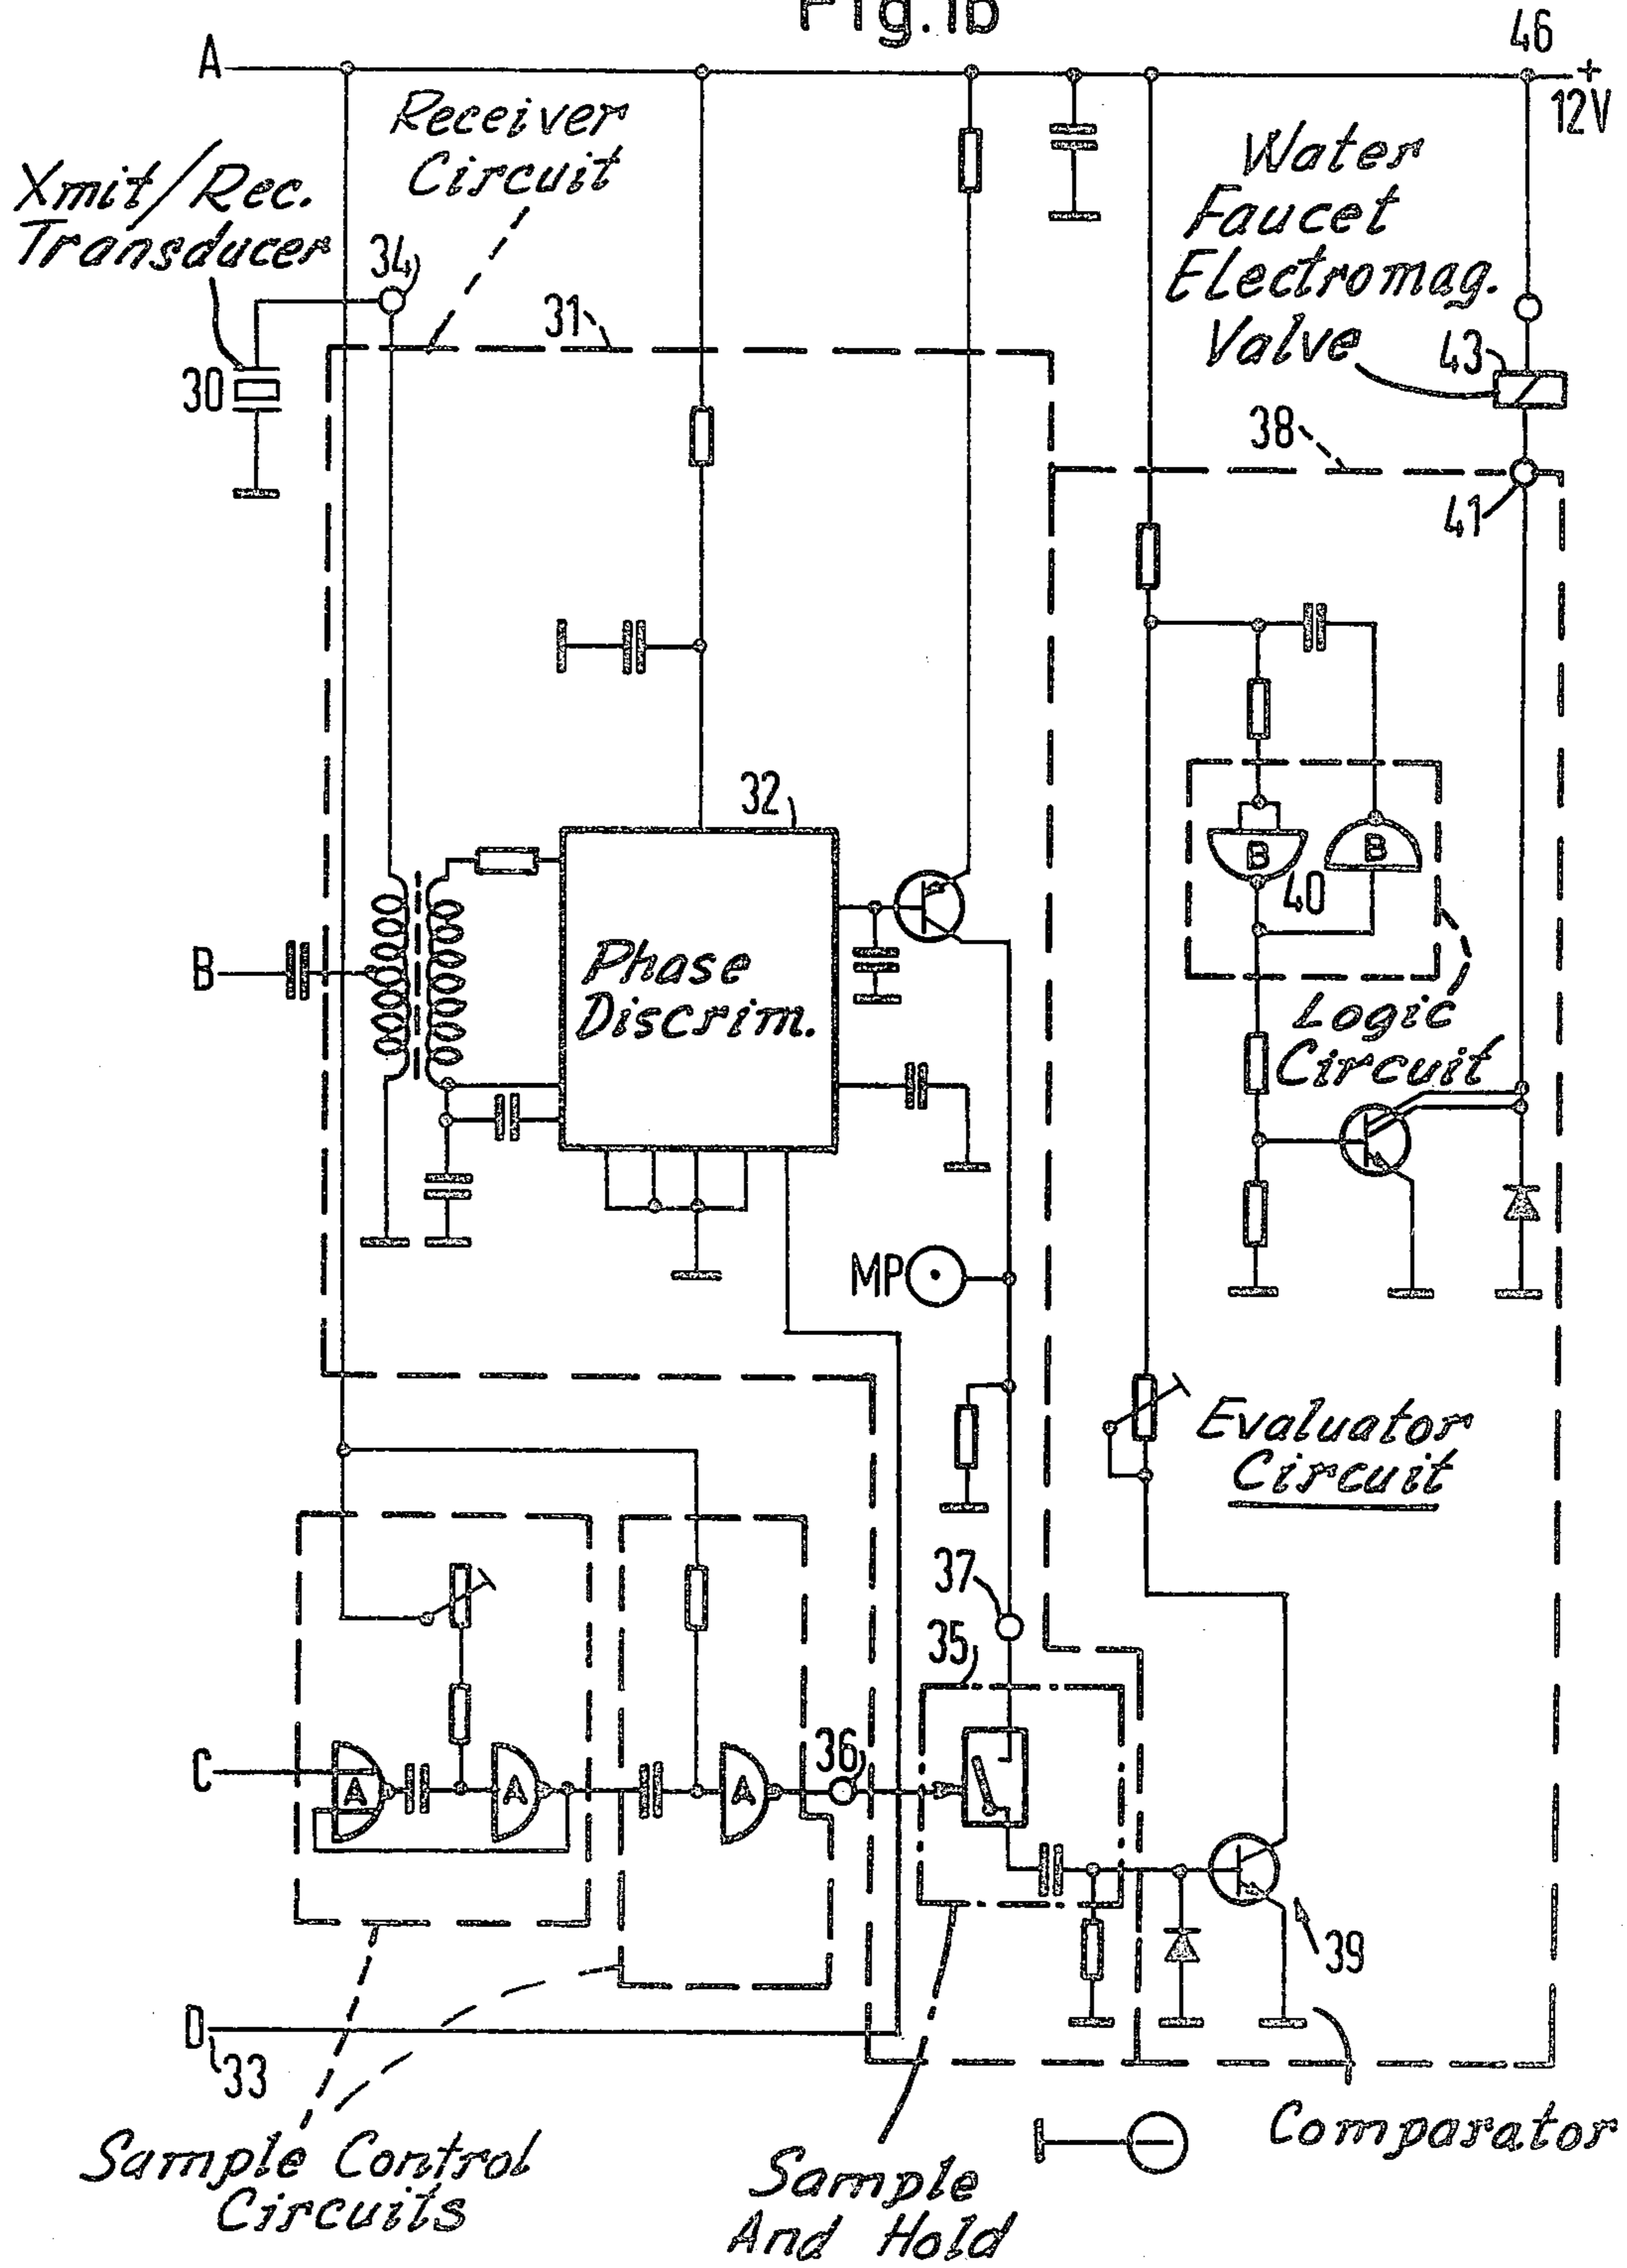 Fig.1b
A
46
+
12V
Receiver
Circuit
Xmit/Rec.
Transducer
34
Water
Faucet
Electromag.
Valve
31
43
30
38
41
32
B
B
40
B
Phase
Discrim.
Logic
Circuit
MP
Evaluator
Circuit
37
35
36
C
A
A
A
39
D
33
Comparator
Sample Control
Circuits
Sample
And Hold